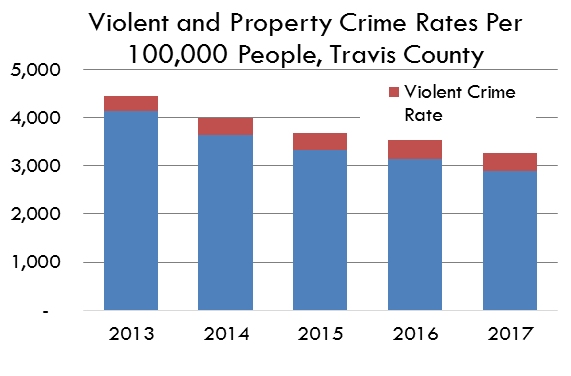 Violent and Property Crime Rates Per
100,000 People, Travis County
5,000
4,000
3,000
2,000
1,000
-
Violent Crime
Rate
2013 2014 2015 2016 2017